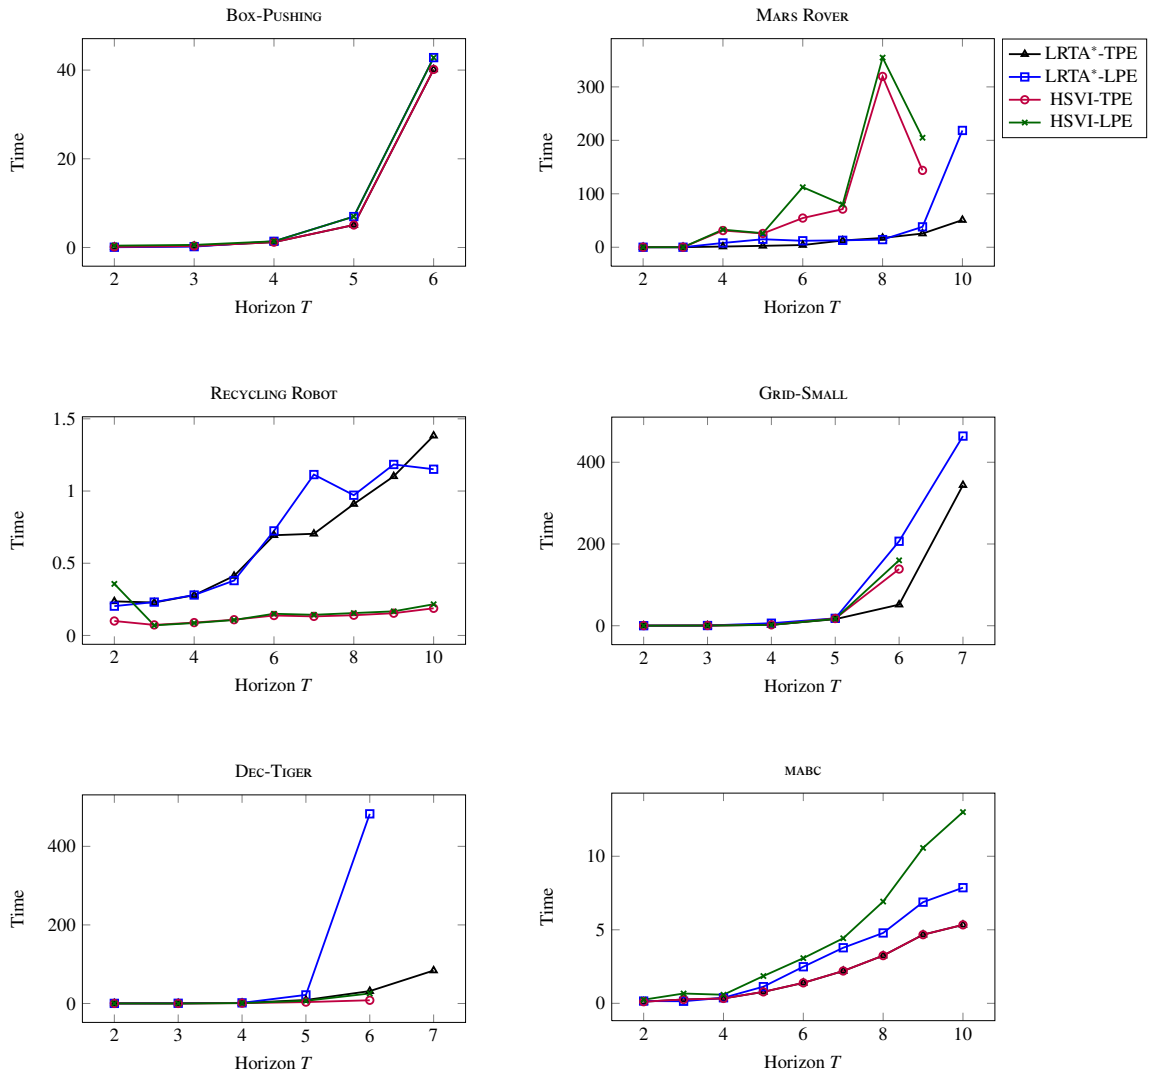 Box-Pushing
Time
40
20
0
2 3 4 5 6
Horizon T
Mars Rover
Time
300
200
100
0
2 4 6 8 10
Horizon T
LRTA*-TPE
LRTA*-LPE
HSVI-TPE
HSVI-LPE
Recycling Robot
Time
1.5
1
0.5
0
2 4 6 8 10
Horizon T
Grid-Small
Time
400
200
0
2 3 4 5 6 7
Horizon T
Dec-Tiger
Time
400
200
0
2 3 4 5 6 7
Horizon T
mabc
Time
10
5
0
2 4 6 8 10
Horizon T